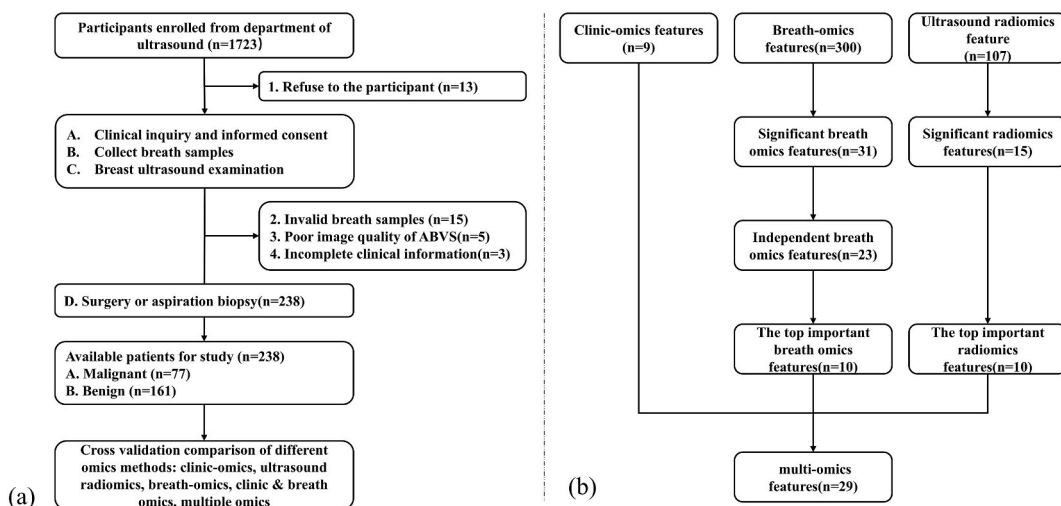 Participants enrolled from department of
ultrasound (n=1723)
1. Refuse to the participant (n=13)
A. Clinical inquiry and informed consent
B. Collect breath samples
C. Breast ultrasound examination
2. Invalid breath samples (n=15)
3. Poor image quality of ABVS(n=5)
4. Incomplete clinical information(n=3)
D. Surgery or aspiration biopsy(n=238)
Available patients for study (n=238)
A. Malignant (n=77)
B. Benign (n=161)
Cross validation comparison of different
omics methods: clinic-omics, ultrasound
radiomics, breath-omics, clinic & breath
omics, multiple omics
(a)
Clinic-omics features
(n=9)
Breath-omics
features(n=300)
Ultrasound radiomics
feature
(n=107)
Significant breath
omics features(n=31)
Significant radiomics
features(n=15)
Independent breath
omics features(n=23)
The top important
breath omics
features(n=10)
The top important
radiomics
features(n=10)
multi-omics
features(n=29)
(b)